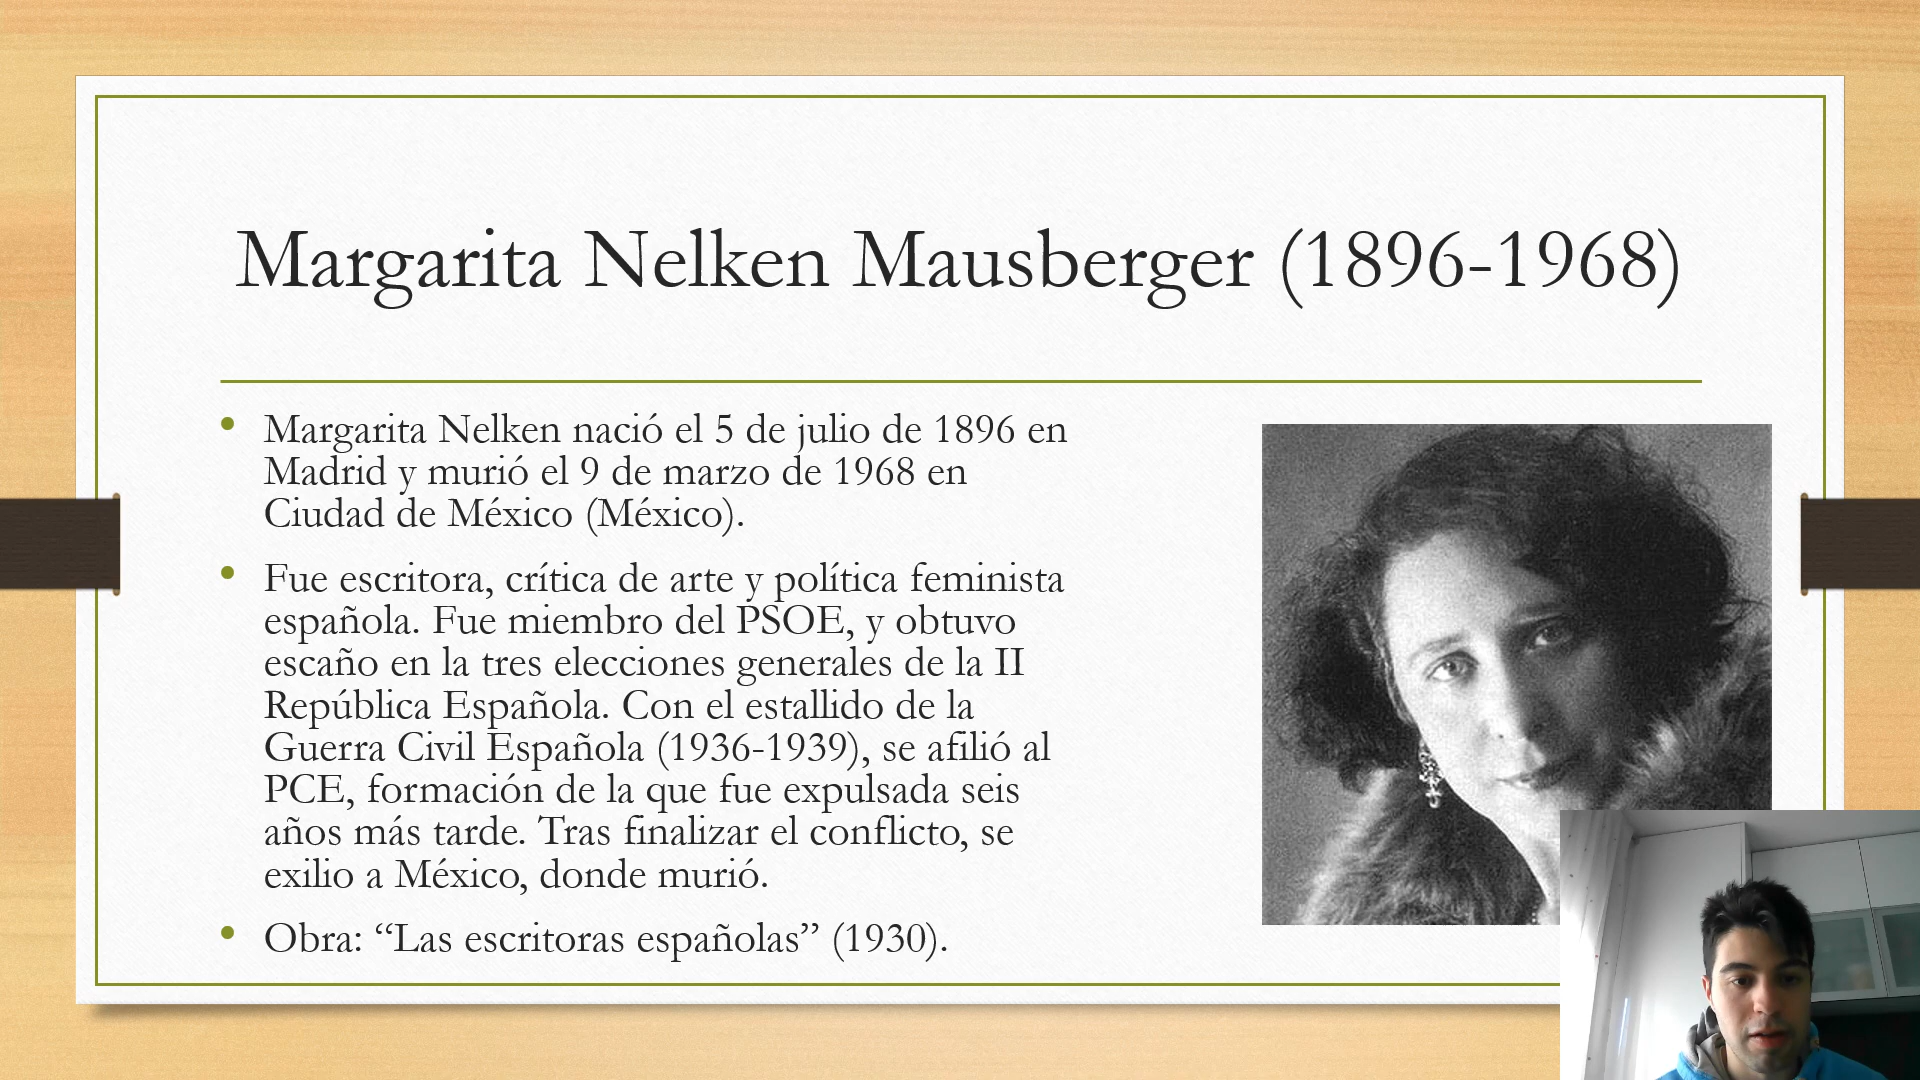 Margarita Nelken Mausberger (1896-1968)
• Margarita Nelken nació el 5 de julio de 1896 en
Madrid y murió el 9 de marzo de 1968 en
Ciudad de México (México).
• Fue escritora, crítica de arte y política feminista
española. Fue miembro del PSOE, y obtuvo
escaño en la tres elecciones generales de la II
República Española. Con el estallido de la
Guerra Civil Española (1936-1939), se afilió al
PCE, formación de la que fue expulsada seis
años más tarde. Tras finalizar el conflicto, se
exilio a México, donde murió.
• Obra: “Las escritoras españolas” (1930).